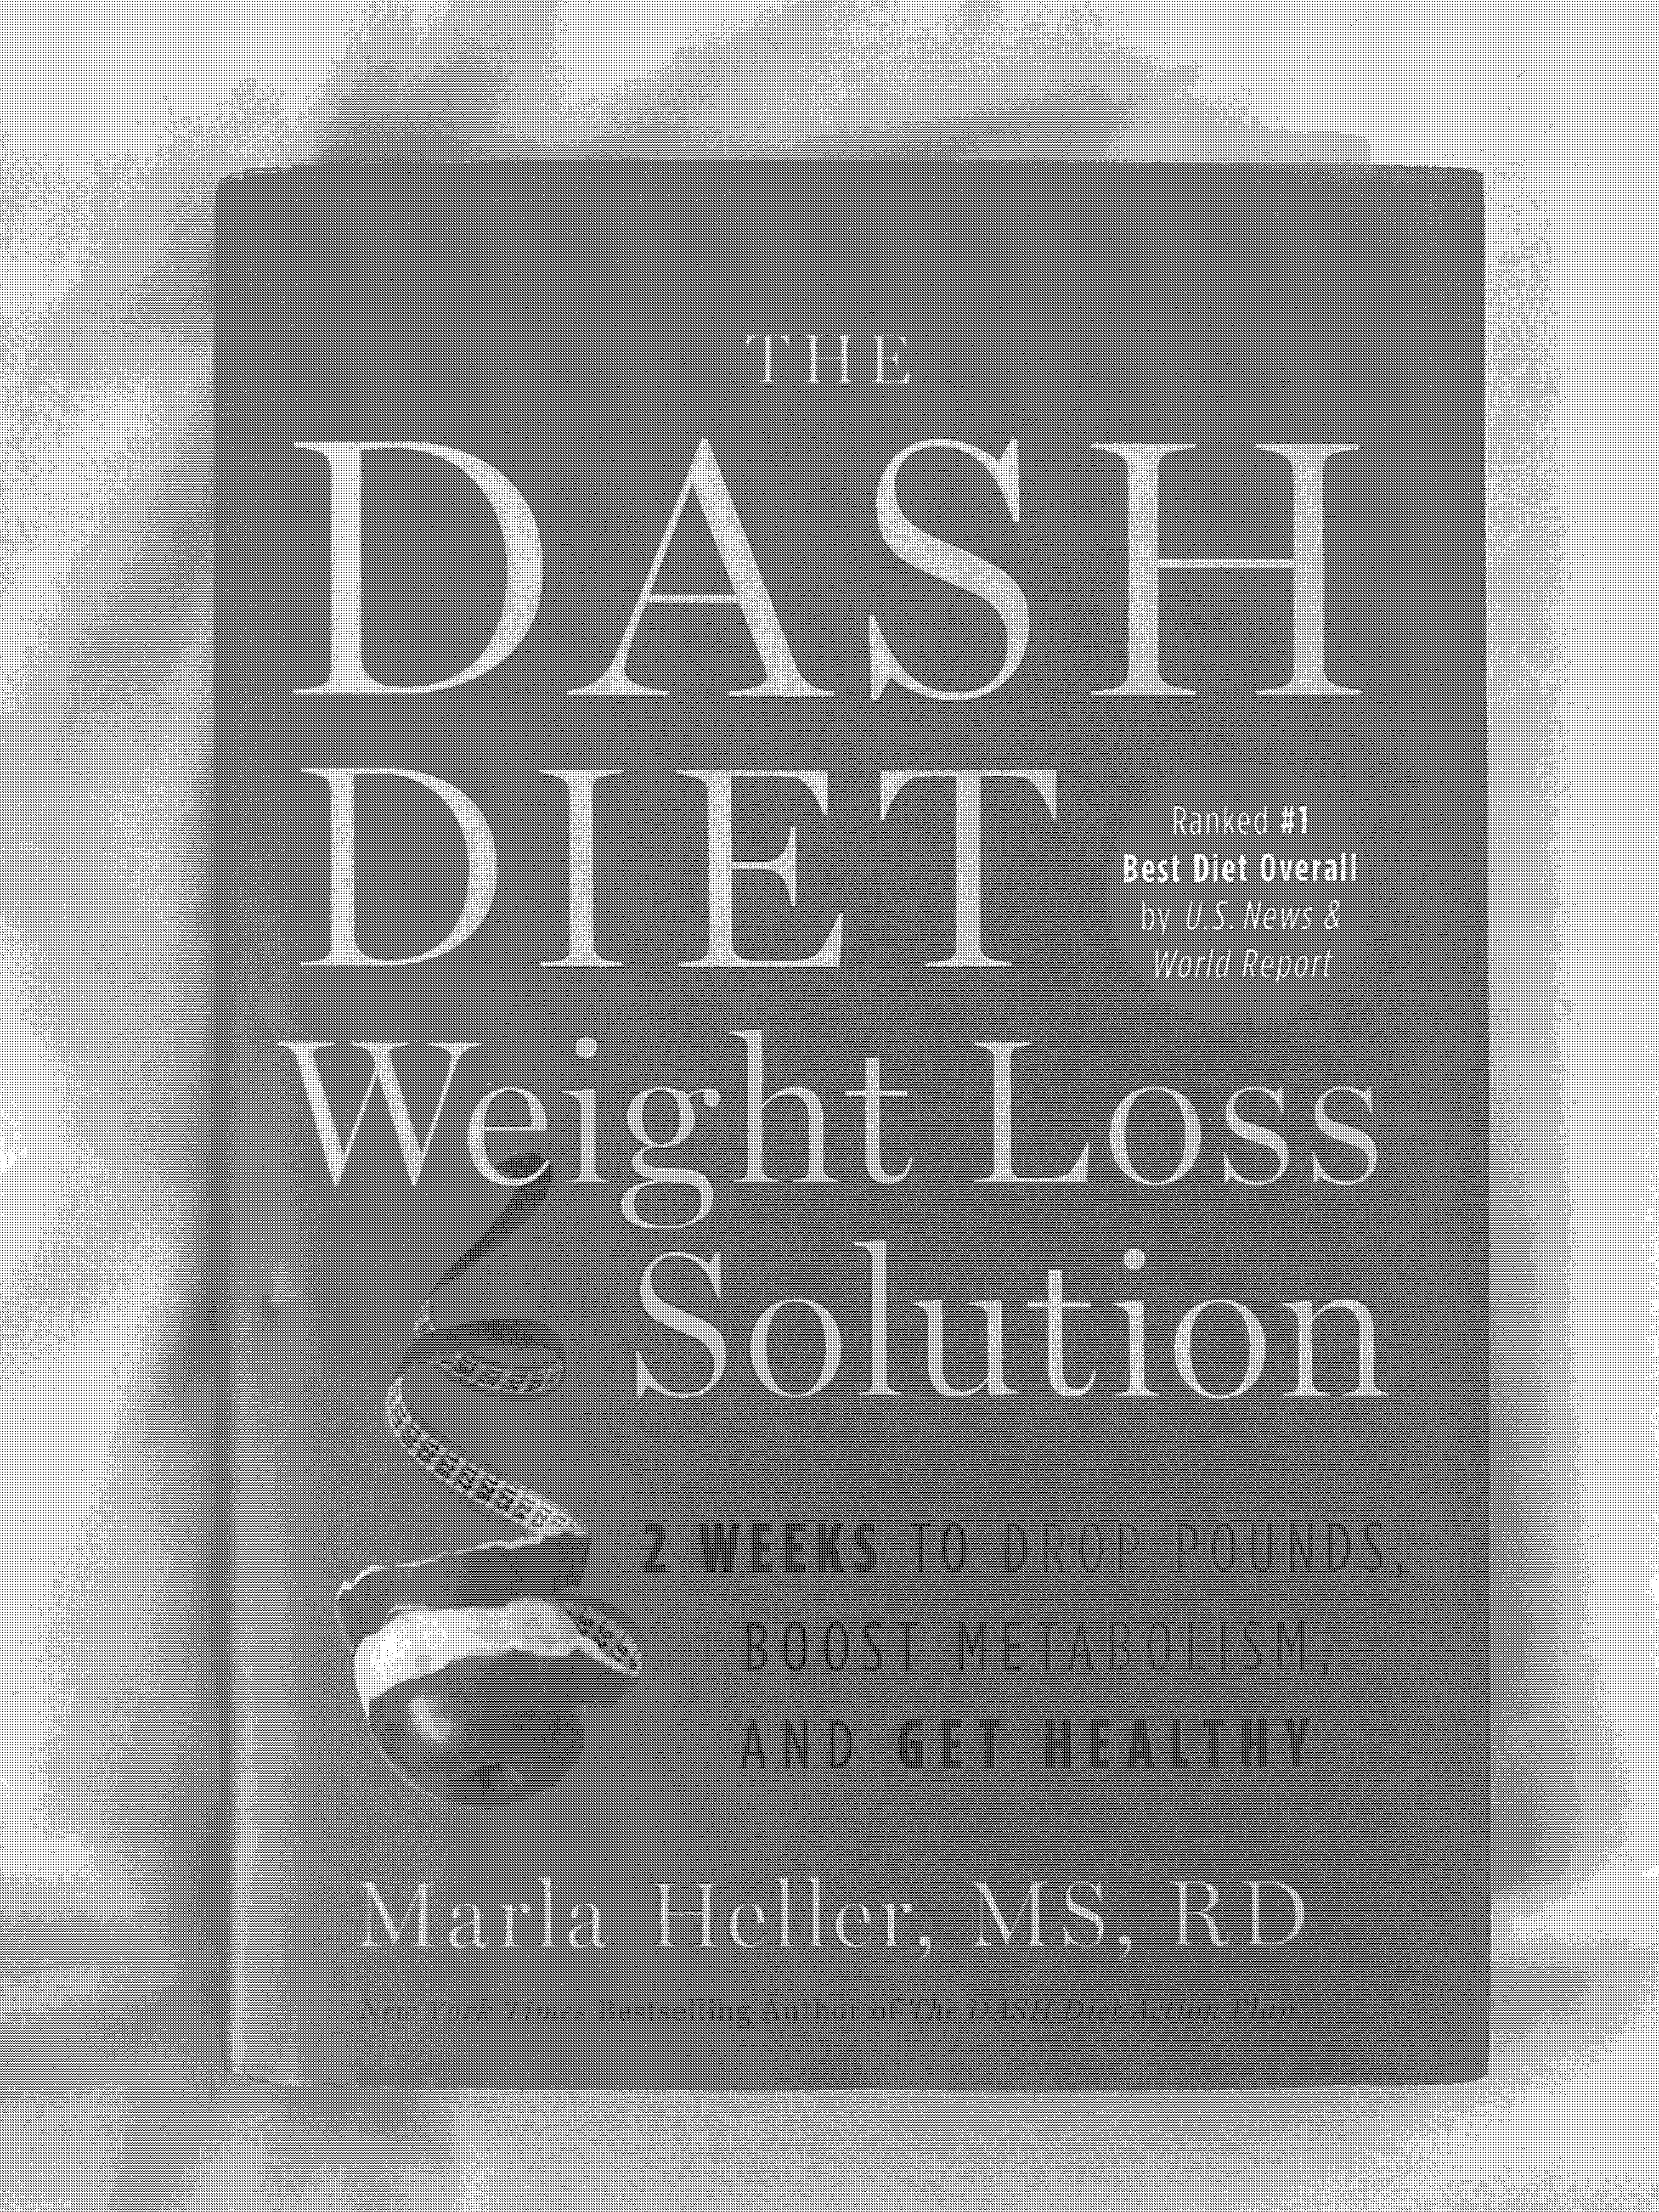 THE
DASH
DIET
Ranked #1
Best Diet Overall
by U.S. News &
World Report
Weight Loss
Solution
2 WEEKS TO DROP POUNDS,
BOOST METABOLISM,
AND GET HEALTHY
Marla Heller, MS, RD
New York Times Bestselling Author of The DASH Diet Action Plan